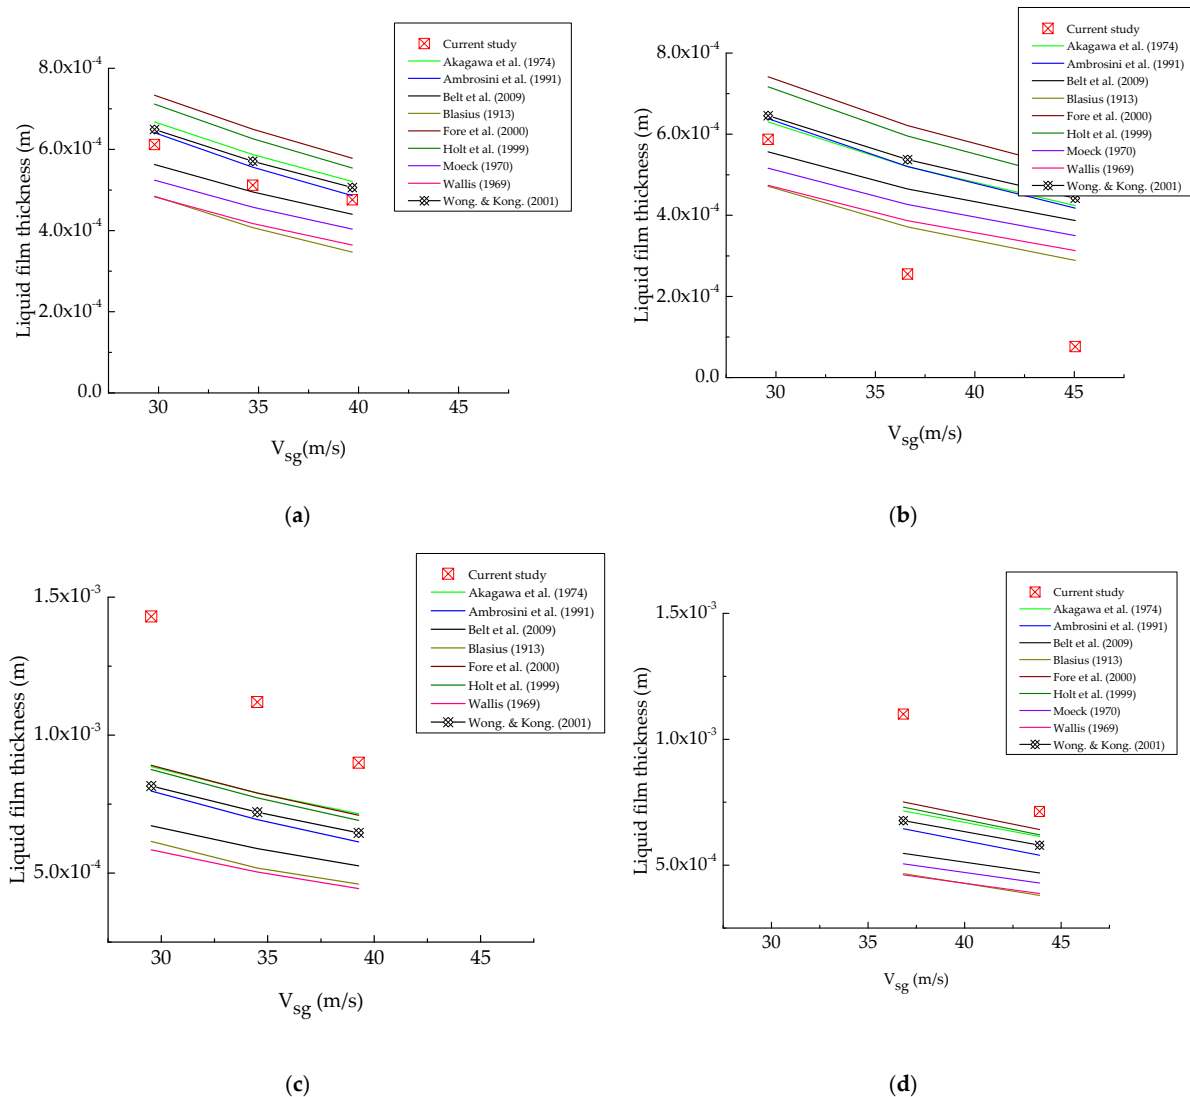 Current study
Akagawa et al. (1974)
Ambrosini et al. (1991)
Belt et al. (2009)
Blasius (1913)
Fore et al. (2000)
Holt et al. (1999)
Moeck (1970)
Wallis (1969)
Wong. & Kong. (2001)
8.0x10⁻⁴
6.0x10⁻⁴
4.0x10⁻⁴
2.0x10⁻⁴
0.0
Liquid film thickness (m)
30 35 40 45
V_sg(m/s)
(a)
Current study
Akagawa et al. (1974)
Ambrosini et al. (1991)
Belt et al. (2009)
Blasius (1913)
Fore et al. (2000)
Holt et al. (1999)
Moeck (1970)
Wallis (1969)
Wong. & Kong. (2001)
8.0x10⁻⁴
6.0x10⁻⁴
4.0x10⁻⁴
2.0x10⁻⁴
0.0
Liquid film thickness (m)
30 35 40 45
V_sg(m/s)
(b)
Current study
Akagawa et al. (1974)
Ambrosini et al. (1991)
Belt et al. (2009)
Blasius (1913)
Fore et al. (2000)
Holt et al. (1999)
Wallis (1969)
Wong. & Kong. (2001)
1.5x10⁻³
1.0x10⁻³
5.0x10⁻⁴
Liquid film thickness (m)
30 35 40 45
V_sg (m/s)
(c)
Current study
Akagawa et al. (1974)
Ambrosini et al. (1991)
Belt et al. (2009)
Blasius (1913)
Fore et al. (2000)
Holt et al. (1999)
Moeck (1970)
Wallis (1969)
Wong. & Kong. (2001)
1.5x10⁻³
1.0x10⁻³
5.0x10⁻⁴
Liquid film thickness (m)
30 35 40 45
V_sg (m/s)
(d)